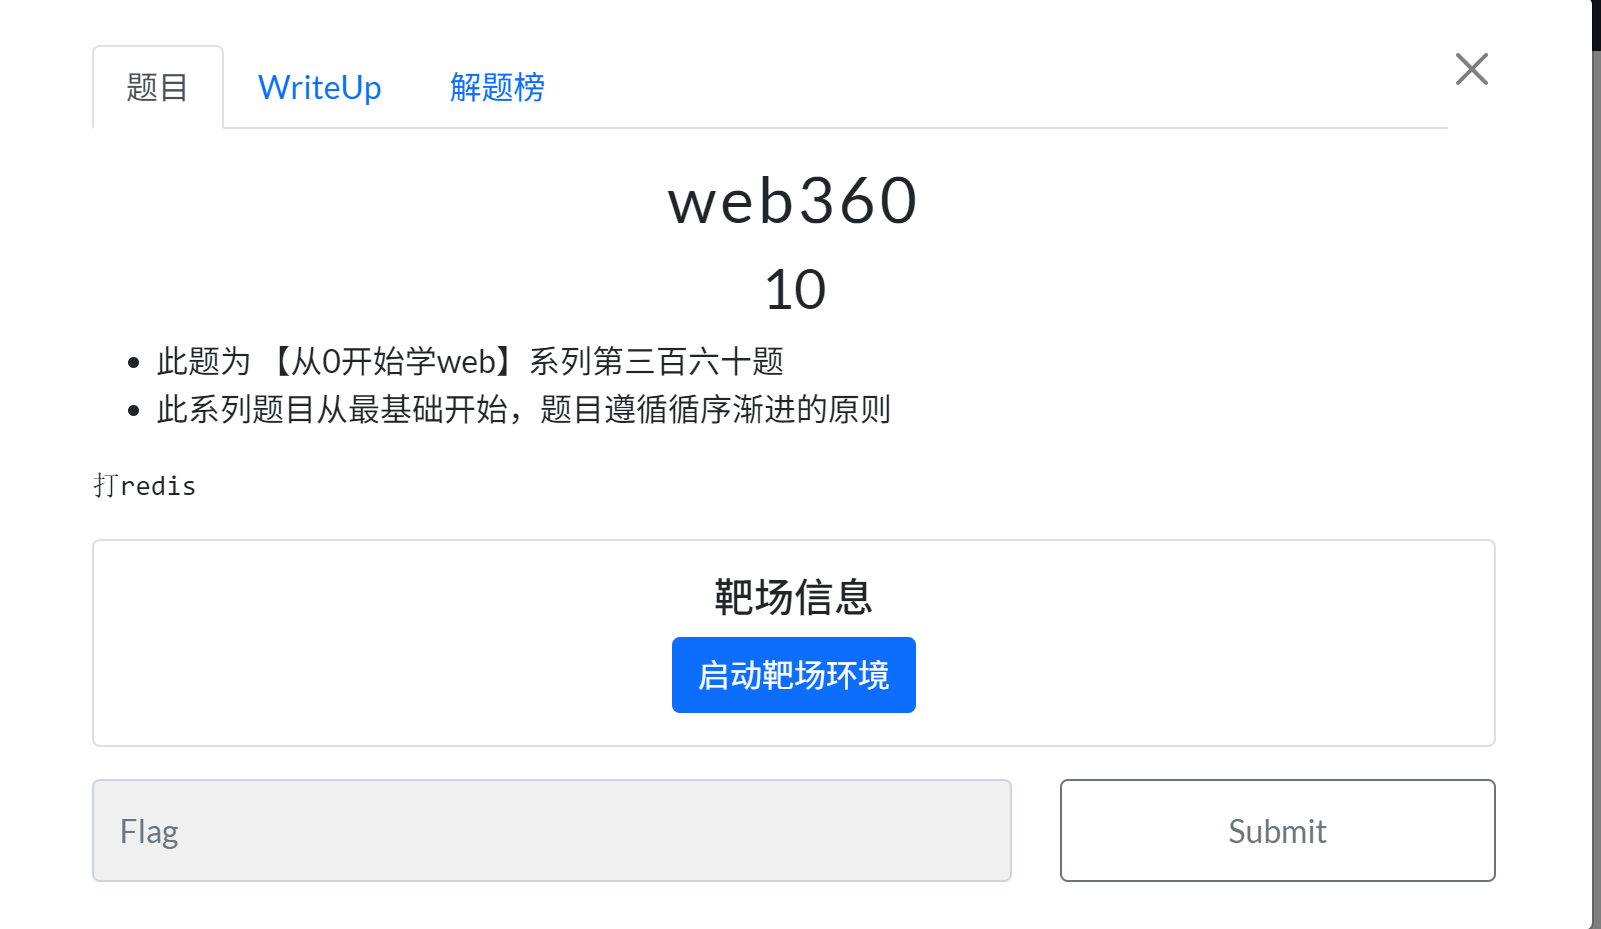 题目 WriteUp 解题榜
web360
10
此题为 【从0开始学web】系列第三百六十题
此系列题目从最基础开始，题目遵循循序渐进的原则
打redis
靶场信息
启动靶场环境
Flag Submit